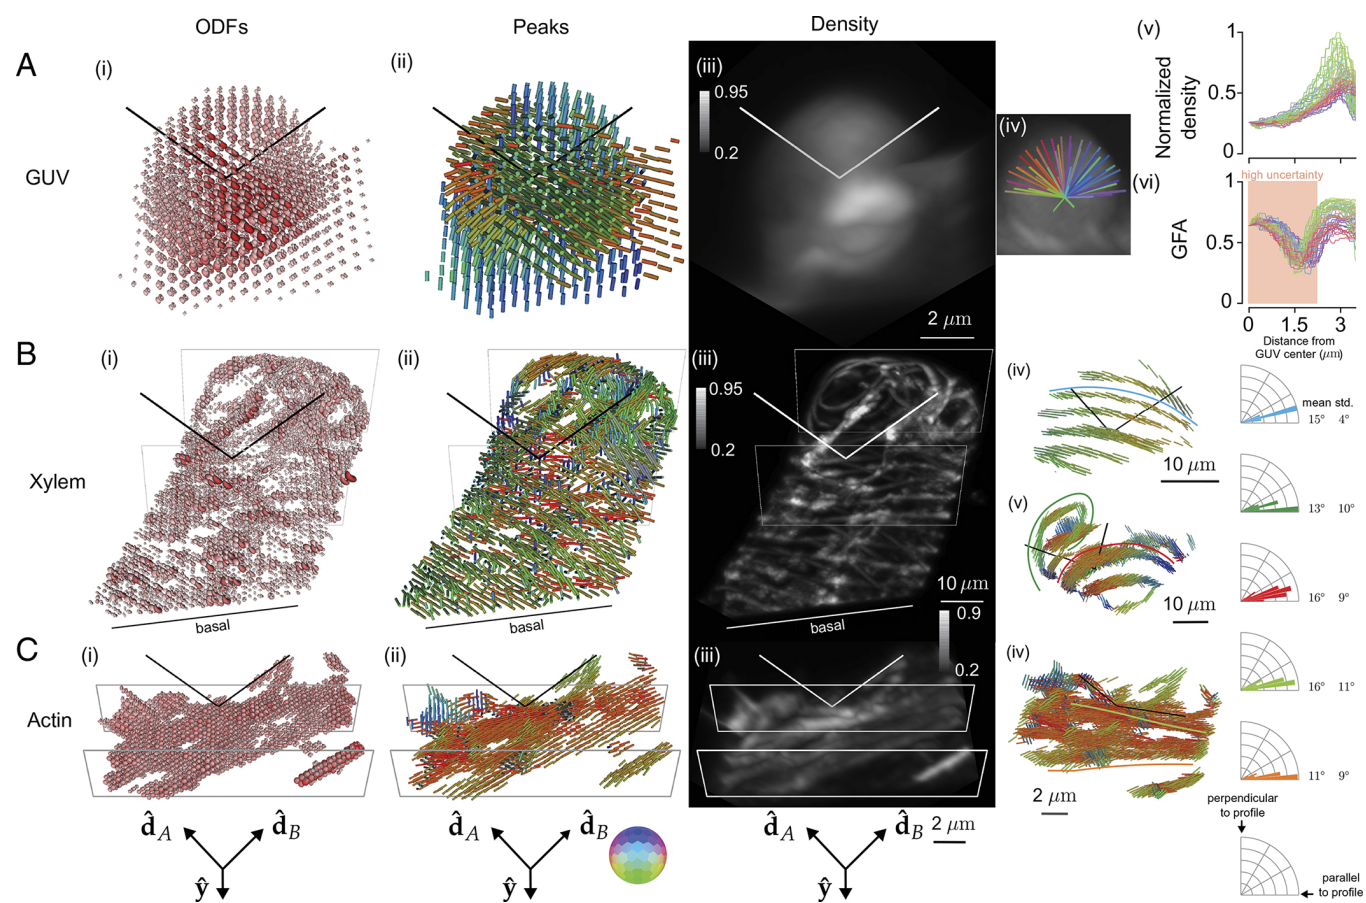 ODFs
Peaks
Density
A
(i)
(ii)
(iii)
0.95
0.2
2 μm
GUV
(iv)
(v)
Normalized
density
1
0.5
0
(vi)
high uncertainty
GFA
1
0.5
0
0
1.5
3
Distance from
GUV center (μm)
B
(i)
(ii)
(iii)
0.95
0.2
10 μm
Xylem
basal
basal
basal
(iv)
10 μm
(v)
10 μm
mean std.
15° 4°
13° 10°
16° 9°
C
(i)
(ii)
(iii)
0.9
0.2
Actin
(iv)
2 μm
16° 11°
11° 9°
perpendicular
to profile
parallel
to profile
d̂A
d̂B
ŷ
d̂A
d̂B
ŷ
d̂A
d̂B
ŷ
2 μm